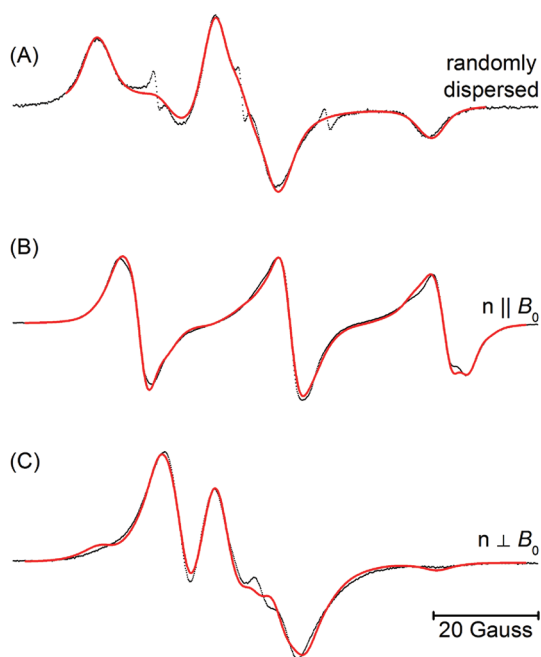 (A)
randomly
dispersed
(B)
n || B₀
(C)
n ⊥ B₀
20 Gauss